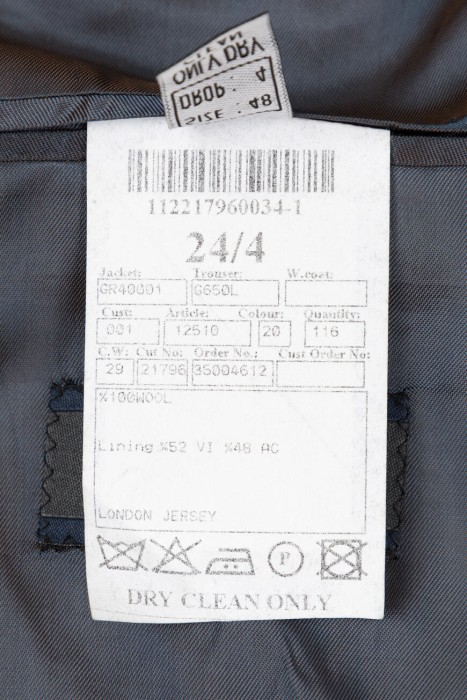 CLEAN
ONLY DRY
DROP : 4
SIZE : 48
112217960034-1
24/4
Jacket: Trouser: W.coat:
GR40001 G650L
Cust: Article: Colour: Quantity:
001 12510 20 116
C.W: Cut No: Order No.: Cust Order No:
29 21796 35004612
%100WOOL
Lining %52 VI %48 AC
LONDON JERSEY
P
DRY CLEAN ONLY